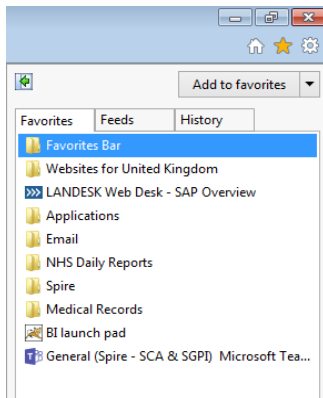 Add to favorites
Favorites Feeds History
Favorites Bar
Websites for United Kingdom
LANDESK Web Desk - SAP Overview
Applications
Email
NHS Daily Reports
Spire
Medical Records
BI launch pad
General (Spire - SCA & SGPI) Microsoft Tea...